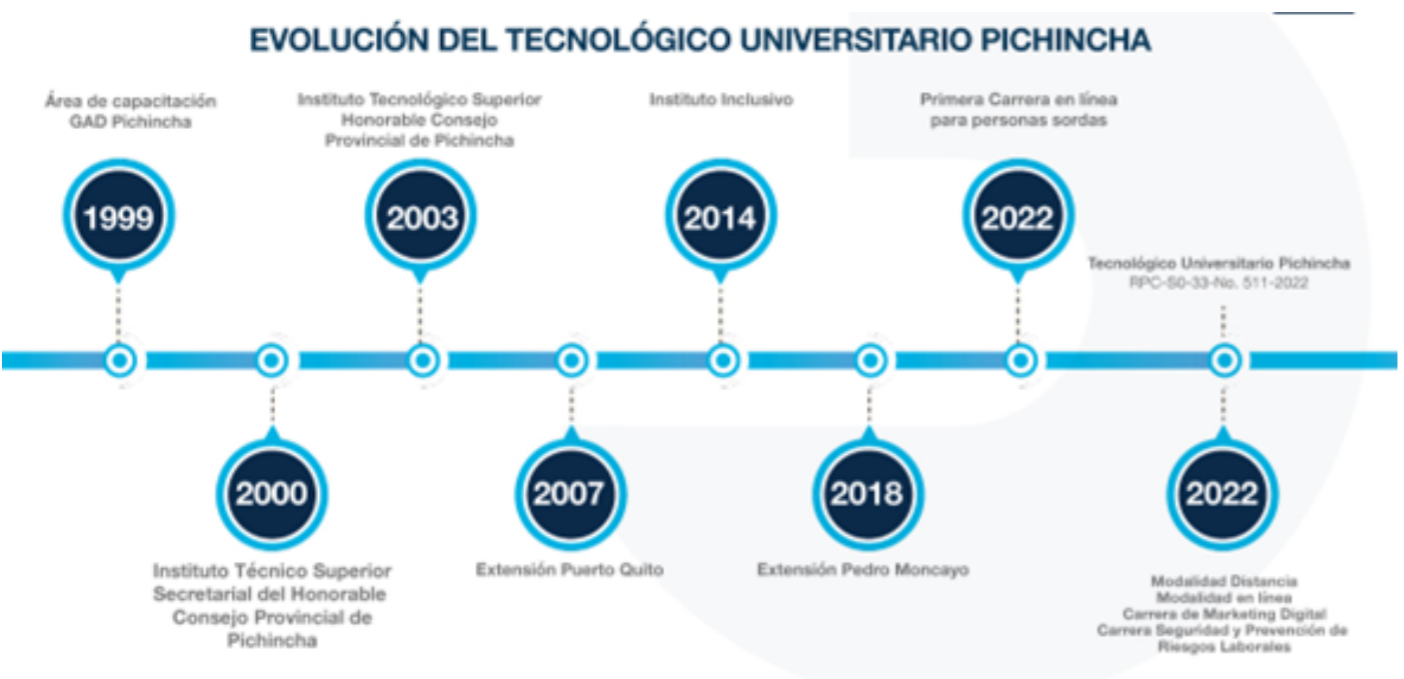 EVOLUCIÓN DEL TECNOLÓGICO UNIVERSITARIO PICHINCHA
Área de capacitación
GAD Pichincha
1999
Instituto Técnico Superior
Secretarial del Honorable
Consejo Provincial de
Pichincha
2000
Instituto Tecnológico Superior
Honorable Consejo
Provincial de Pichincha
2003
Extensión Puerto Quito
2007
Instituto Inclusivo
2014
Extensión Pedro Moncayo
2018
Primera Carrera en línea
para personas sordas
2022
Tecnológico Universitario Pichincha
RPC-S0-33-No. 511-2022
2022
Modalidad Distancia
Modalidad en línea
Carrera de Marketing Digital
Carrera Seguridad y Prevención de
Riesgos Laborales